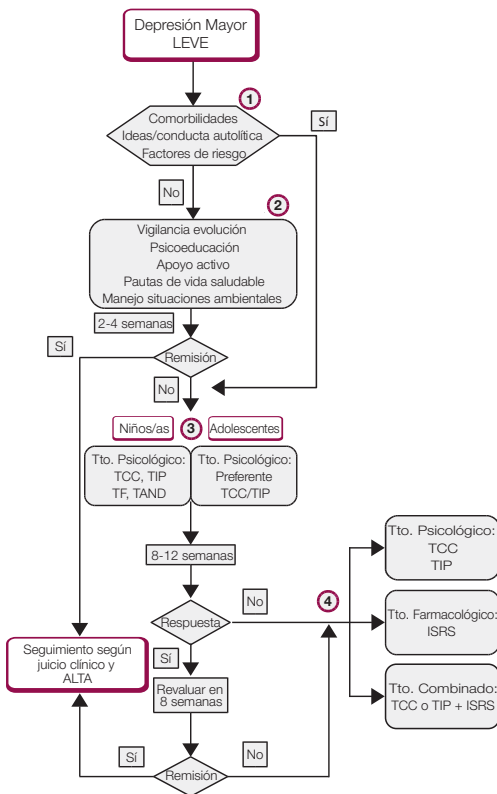 Depresión Mayor
LEVE
1
Comorbilidades
Ideas/conducta autolítica
Factores de riesgo
Sí
No
2
Vigilancia evolución
Psicoeducación
Apoyo activo
Pautas de vida saludable
Manejo situaciones ambientales
2-4 semanas
Sí
Remisión
No
Niños/as
3
Adolescentes
Tto. Psicológico:
TCC, TIP
TF, TAND
Tto. Psicológico:
Preferente
TCC/TIP
8-12 semanas
Respuesta
No
4
Tto. Psicológico:
TCC
TIP
Tto. Farmacológico:
ISRS
Tto. Combinado:
TCC o TIP + ISRS
Sí
Seguimiento según
juicio clínico y
ALTA
Revaluar en
8 semanas
Sí
Remisión
No